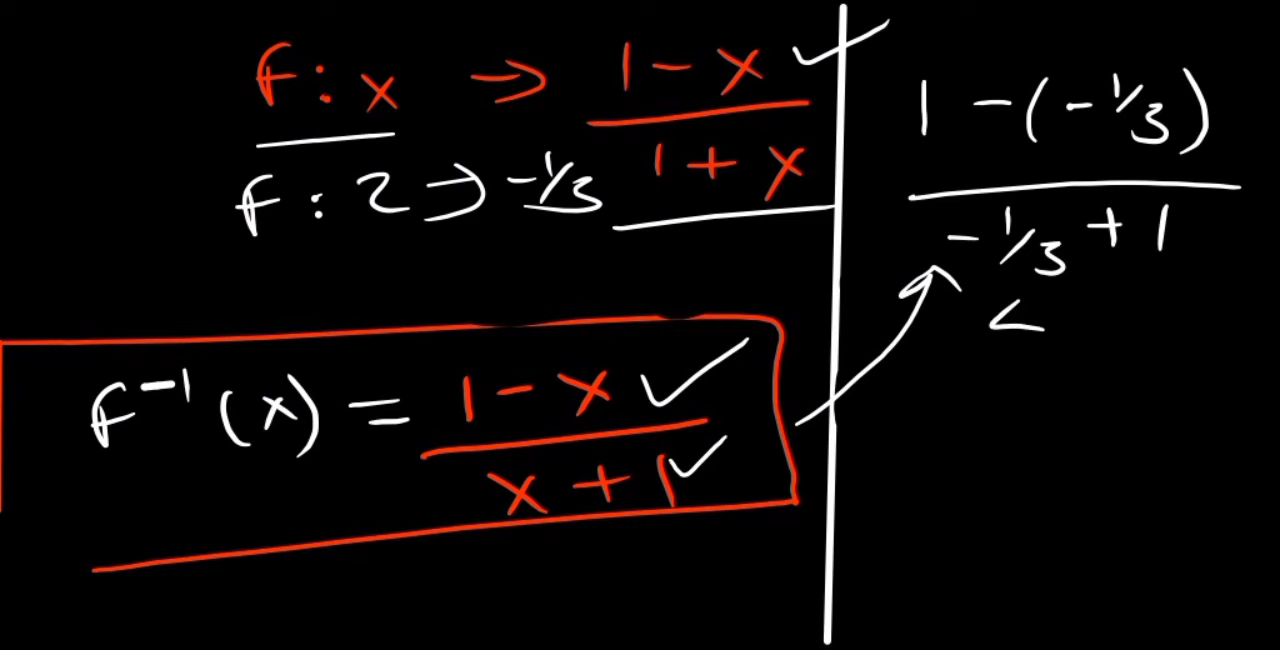 f : x → 1 - x
1 + x
f : 2 → -1/3
f⁻¹(x) = 1 - x
x + 1
1 - (-1/3)
-1/3 + 1
<